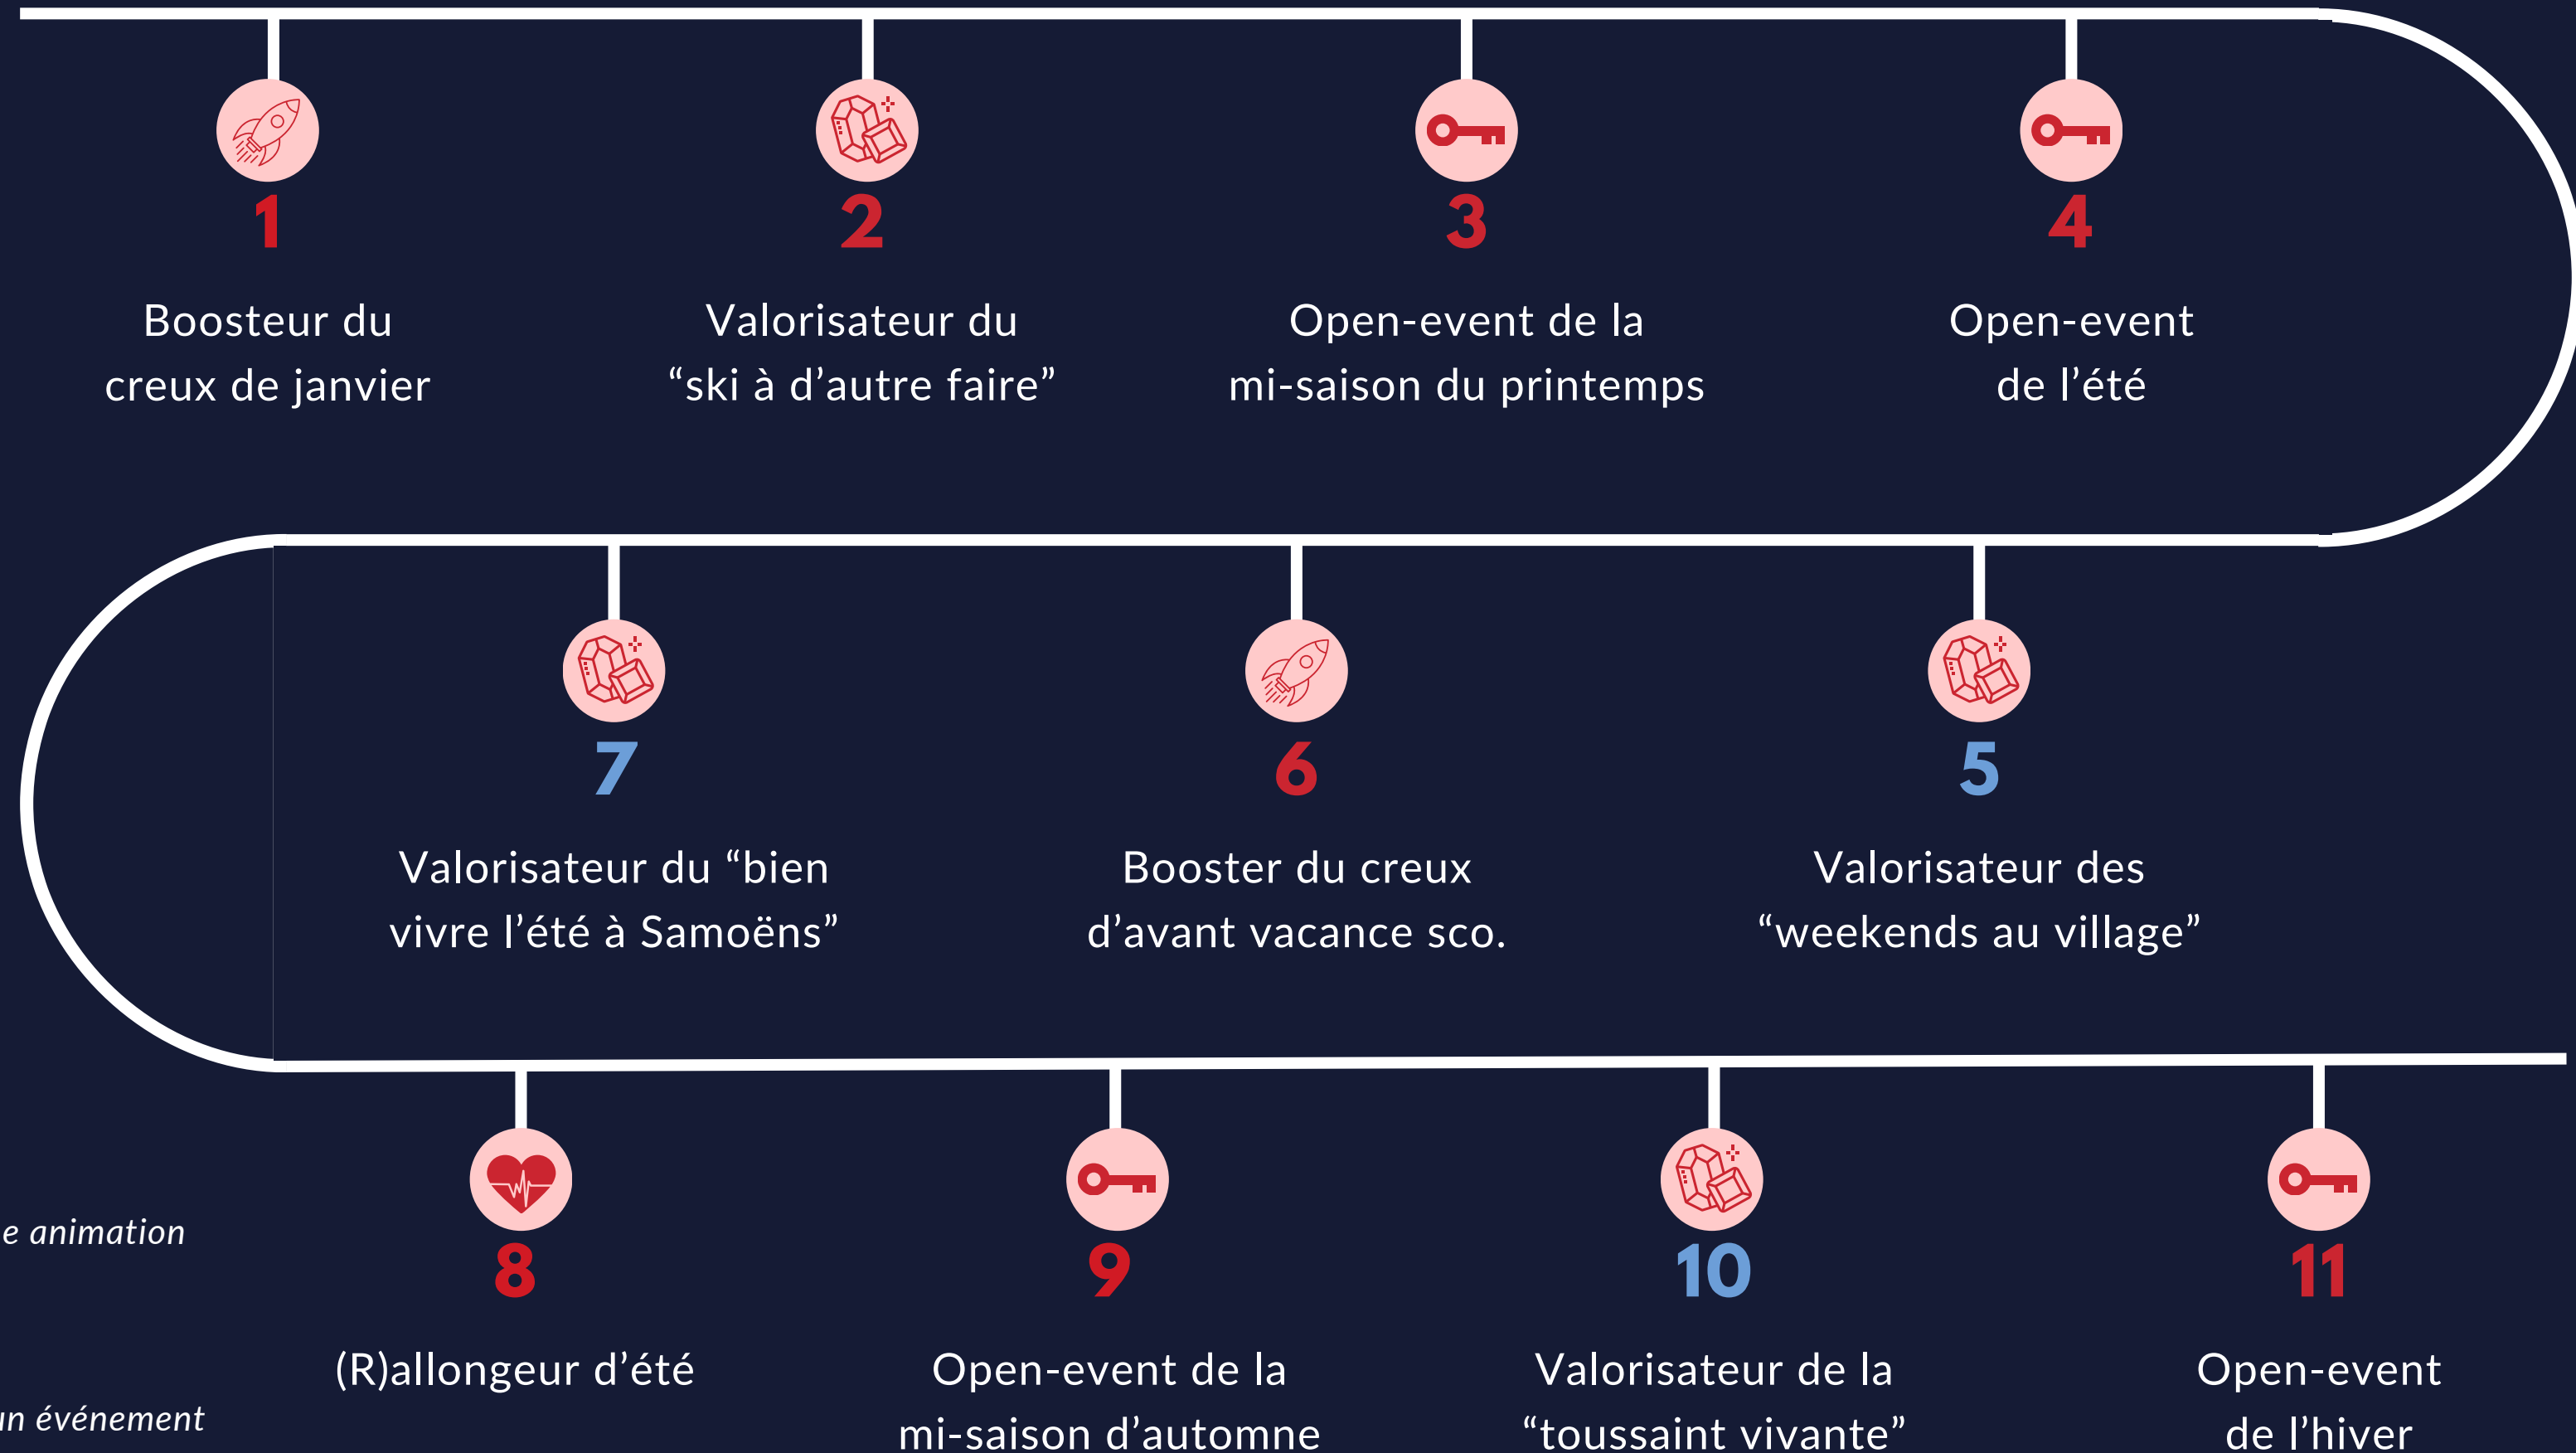 1
Boosteur du
creux de janvier
2
Valorisateur du
“ski à d’autre faire”
3
Open-event de la
mi-saison du printemps
4
Open-event
de l’été
5
Valorisateur des
“weekends au village”
6
Booster du creux
d’avant vacance sco.
7
Valorisateur du “bien
vivre l’été à Samoëns”
8
(R)allongeur d’été
9
Open-event de la
mi-saison d’automne
10
Valorisateur de la
“toussaint vivante”
11
Open-event
de l’hiver
e animation
un événement